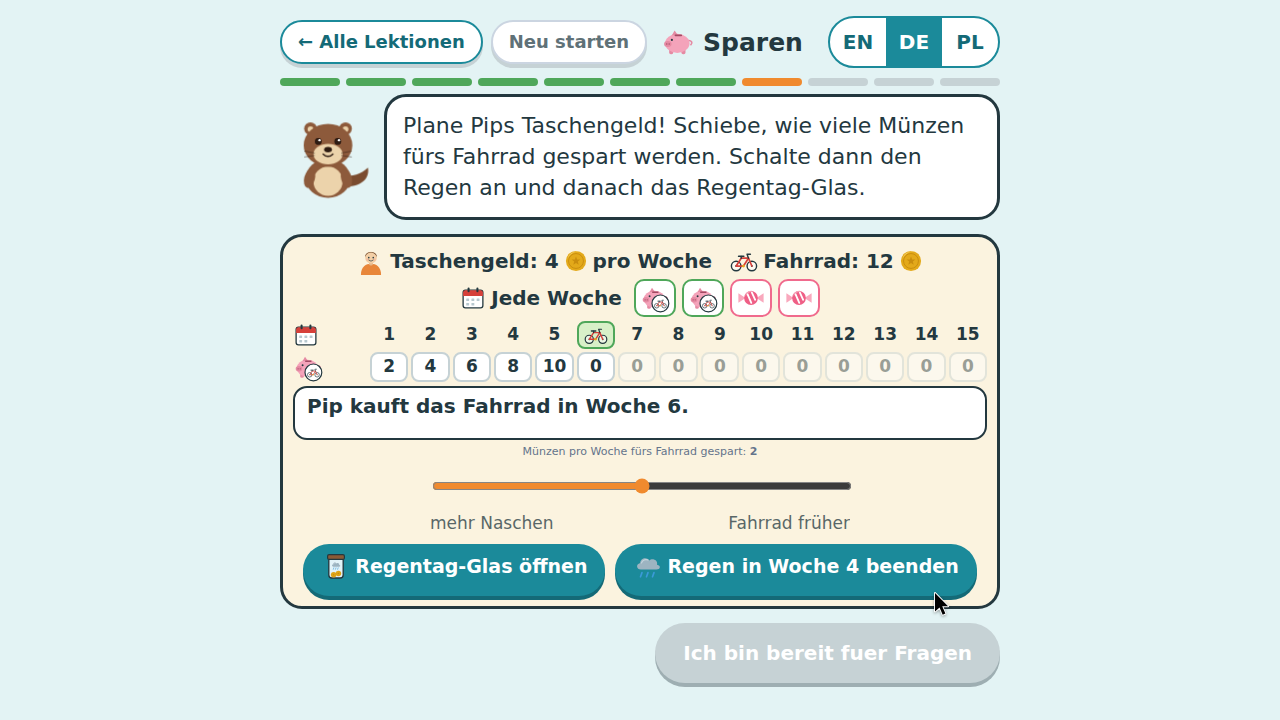 ← Alle Lektionen Neu starten Sparen EN DE PL
Plane Pips Taschengeld! Schiebe, wie viele Münzen
fürs Fahrrad gespart werden. Schalte dann den
Regen an und danach das Regentag-Glas.
Taschengeld: 4 pro Woche Fahrrad: 12
Jede Woche
1 2 3 4 5 7 8 9 10 11 12 13 14 15
2 4 6 8 10 0 0 0 0 0 0 0 0 0 0
Pip kauft das Fahrrad in Woche 6.
Münzen pro Woche fürs Fahrrad gespart: 2
mehr Naschen Fahrrad früher
Regentag-Glas öffnen Regen in Woche 4 beenden
Ich bin bereit fuer Fragen